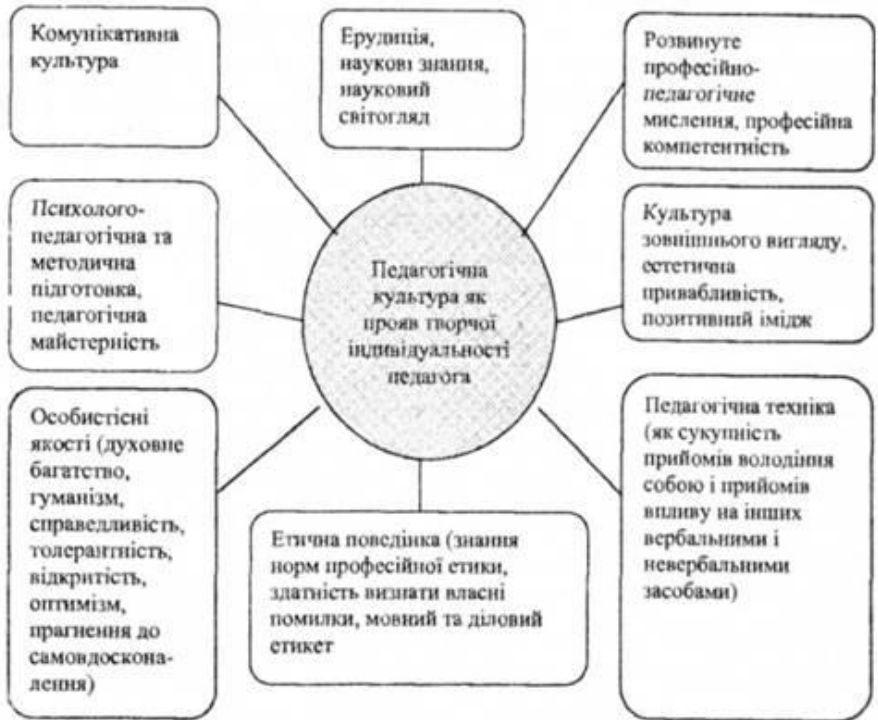 Комунікативна
культура
Ерудиція,
наукові знання,
науковий
світогляд
Розвинуте
професійно-
педагогічне
мислення, професійна
компетентність
Психолого-
педагогічна та
методична
підготовка,
педагогічна
майстерність
Педагогічна
культура як
прояв творчої
індивідуальності
педагога
Культура
зовнішнього вигляду,
естетична
привабливість,
позитивний імідж
Особистісні
якості (духовне
багатство,
гуманізм,
справедливість,
толерантність,
відкритість,
оптимізм,
прагнення до
самовдоскона-
лення)
Етична поведінка (знання
норм професійної етики,
здатність визнати власні
помилки, мовний та діловий
етикет
Педагогічна техніка
(як сукупність
прийомів володіння
собою і прийомів
впливу на інших
вербальними і
невербальними
засобами)